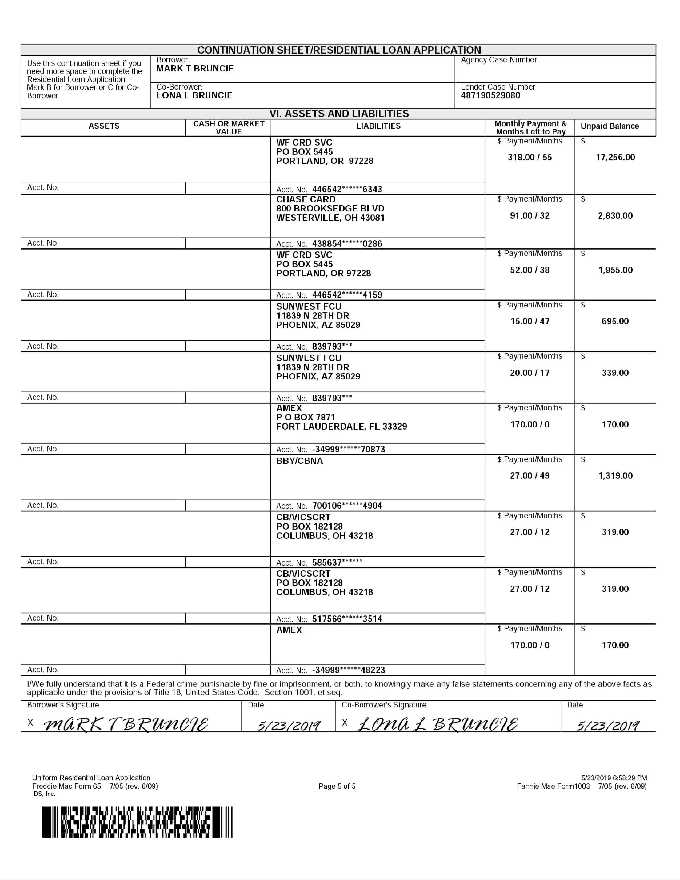 CONTINUATION SHEET/RESIDENTIAL LOAN APPLICATION
Use this continuation sheet if you
need more space to complete the
Residential Loan Application
Mark B for Borrower or C for Co-
Borrower
Borrower:
MARK T BRUNCIE
Agency Case Number
Co-Borrower:
LONA L BRUNCIE
Lender Case Number
487190529080
VI. ASSETS AND LIABILITIES
ASSETS
CASH OR MARKET
VALUE
LIABILITIES
Monthly Payment &
Months Left to Pay
Unpaid Balance
WF CRD SVC
PO BOX 5445
PORTLAND, OR 97228
$ Payment/Months
318.00 / 55
$
17,256.00
Acct. No.
Acct. No. 446542******6343
CHASE CARD
800 BROOKSEDGE BLVD
WESTERVILLE, OH 43081
$ Payment/Months
91.00 / 32
$
2,830.00
Acct. No.
Acct. No. 438854******0286
WF CRD SVC
PO BOX 5445
PORTLAND, OR 97228
$ Payment/Months
52.00 / 38
$
1,955.00
Acct. No.
Acct. No. 446542******4159
SUNWEST FCU
11839 N 28TH DR
PHOENIX, AZ 85029
$ Payment/Months
15.00 / 47
$
695.00
Acct. No.
Acct. No. 839793***
SUNWEST FCU
11839 N 28TH DR
PHOENIX, AZ 85029
$ Payment/Months
20.00 / 17
$
339.00
Acct. No.
Acct. No. 839793***
AMEX
P O BOX 7871
FORT LAUDERDALE, FL 33329
$ Payment/Months
170.00 / 0
$
170.00
Acct. No.
Acct. No. -34999******70873
BBY/CBNA
$ Payment/Months
27.00 / 49
$
1,319.00
Acct. No.
Acct. No. 700106******4904
CB/VICSCRT
PO BOX 182128
COLUMBUS, OH 43218
$ Payment/Months
27.00 / 12
$
319.00
Acct. No.
Acct. No. 585637******
CB/VICSCRT
PO BOX 182128
COLUMBUS, OH 43218
$ Payment/Months
27.00 / 12
$
319.00
Acct. No.
Acct. No. 517566******3514
AMEX
$ Payment/Months
170.00 / 0
$
170.00
Acct. No.
Acct. No. -34999******48223
I/We fully understand that it is a Federal crime punishable by fine or imprisonment, or both, to knowingly make any false statements concerning any of the above facts as
applicable under the provisions of Title 18, United States Code, Section 1001, et seq.
Borrower's Signature
Date
Co-Borrower's Signature
Date
X MARK T BRUNCIE
5/23/2019
X LONA L BRUNCIE
5/23/2019
Uniform Residential Loan Application
Freddie Mac Form 65 7/05 (rev. 6/09)
IDS, Inc.
Page 5 of 5
5/23/2019 6:53:29 PM
Fannie Mae Form1003 7/05 (rev. 6/09)